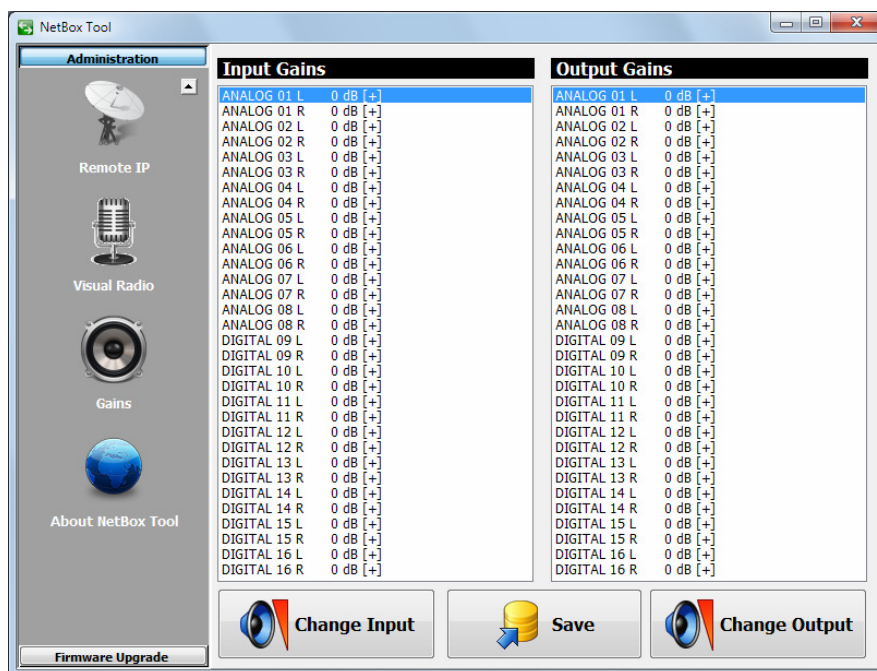 NetBox Tool
Administration
Remote IP
Visual Radio
Gains
About NetBox Tool
Firmware Upgrade
Input Gains
ANALOG 01 L 0 dB [+]
ANALOG 01 R 0 dB [+]
ANALOG 02 L 0 dB [+]
ANALOG 02 R 0 dB [+]
ANALOG 03 L 0 dB [+]
ANALOG 03 R 0 dB [+]
ANALOG 04 L 0 dB [+]
ANALOG 04 R 0 dB [+]
ANALOG 05 L 0 dB [+]
ANALOG 05 R 0 dB [+]
ANALOG 06 L 0 dB [+]
ANALOG 06 R 0 dB [+]
ANALOG 07 L 0 dB [+]
ANALOG 07 R 0 dB [+]
ANALOG 08 L 0 dB [+]
ANALOG 08 R 0 dB [+]
DIGITAL 09 L 0 dB [+]
DIGITAL 09 R 0 dB [+]
DIGITAL 10 L 0 dB [+]
DIGITAL 10 R 0 dB [+]
DIGITAL 11 L 0 dB [+]
DIGITAL 11 R 0 dB [+]
DIGITAL 12 L 0 dB [+]
DIGITAL 12 R 0 dB [+]
DIGITAL 13 L 0 dB [+]
DIGITAL 13 R 0 dB [+]
DIGITAL 14 L 0 dB [+]
DIGITAL 14 R 0 dB [+]
DIGITAL 15 L 0 dB [+]
DIGITAL 15 R 0 dB [+]
DIGITAL 16 L 0 dB [+]
DIGITAL 16 R 0 dB [+]
Output Gains
ANALOG 01 L 0 dB [+]
ANALOG 01 R 0 dB [+]
ANALOG 02 L 0 dB [+]
ANALOG 02 R 0 dB [+]
ANALOG 03 L 0 dB [+]
ANALOG 03 R 0 dB [+]
ANALOG 04 L 0 dB [+]
ANALOG 04 R 0 dB [+]
ANALOG 05 L 0 dB [+]
ANALOG 05 R 0 dB [+]
ANALOG 06 L 0 dB [+]
ANALOG 06 R 0 dB [+]
ANALOG 07 L 0 dB [+]
ANALOG 07 R 0 dB [+]
ANALOG 08 L 0 dB [+]
ANALOG 08 R 0 dB [+]
DIGITAL 09 L 0 dB [+]
DIGITAL 09 R 0 dB [+]
DIGITAL 10 L 0 dB [+]
DIGITAL 10 R 0 dB [+]
DIGITAL 11 L 0 dB [+]
DIGITAL 11 R 0 dB [+]
DIGITAL 12 L 0 dB [+]
DIGITAL 12 R 0 dB [+]
DIGITAL 13 L 0 dB [+]
DIGITAL 13 R 0 dB [+]
DIGITAL 14 L 0 dB [+]
DIGITAL 14 R 0 dB [+]
DIGITAL 15 L 0 dB [+]
DIGITAL 15 R 0 dB [+]
DIGITAL 16 L 0 dB [+]
DIGITAL 16 R 0 dB [+]
Change Input
Save
Change Output